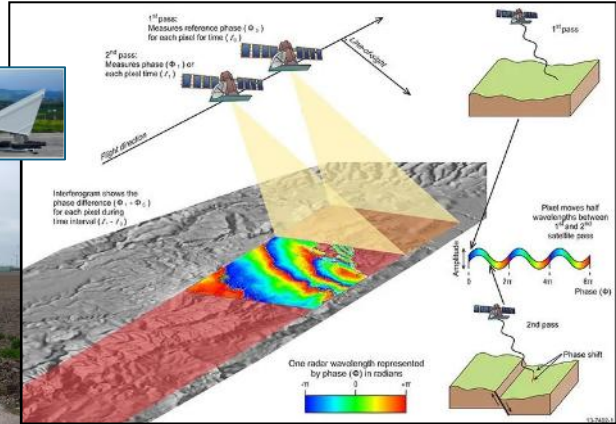 1st pass:
Measures reference phase (Φ0)
for each pixel for time (t0)
2nd pass:
Measures phase (Φ1) or
each pixel time (t1)
Line-of-sight
Flight direction
1st pass
Interferogram shows the
phase difference (Φ1 - Φ0)
for each pixel during
time interval (t1 - t0)
Pixel moves half
wavelengths between
1st and 2nd
satellite pass
Amplitude
0 2π 4π 6π
Phase (Φ)
2nd pass
Phase shift
One radar wavelength represented
by phase (Φ) in radians
-π 0 +π